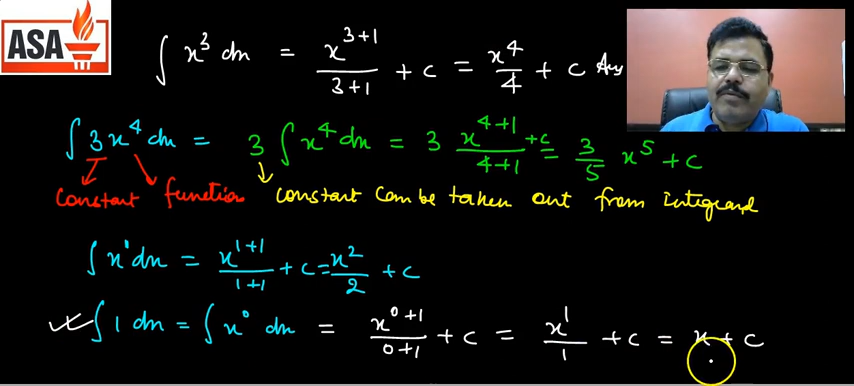 ASA
∫ x³ dx = x³⁺¹/3+1 + c = x⁴/4 + c Ans
∫ 3x⁴ dx = 3 ∫ x⁴ dx = 3 x⁴⁺¹/4+1 + c = 3/5 x⁵ + c
constant function constant can be taken out from integrand
∫ x¹ dx = x¹⁺¹/1+1 + c = x²/2 + c
∫ 1 dx = ∫ x⁰ dx = x⁰⁺¹/0+1 + c = x¹/1 + c = x + c